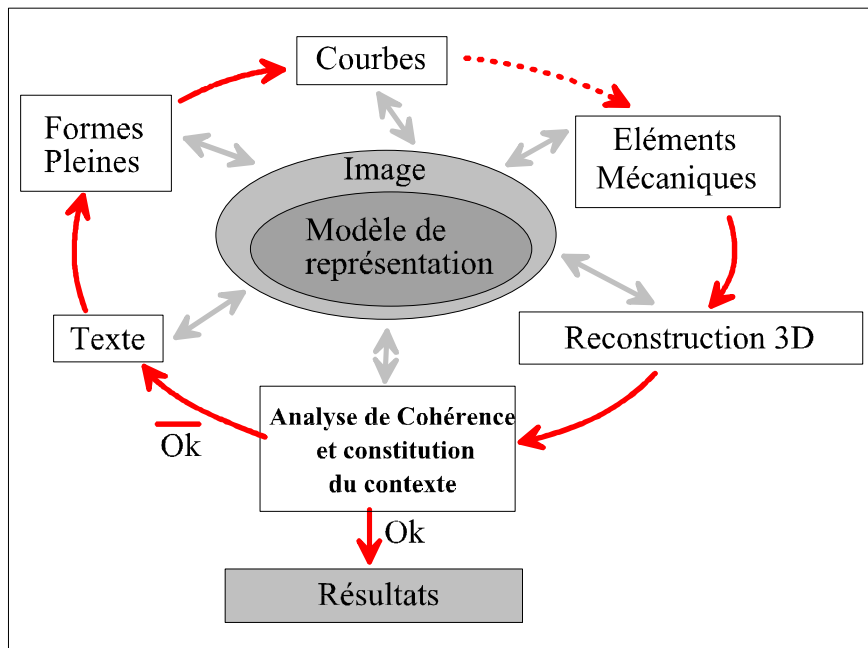 Courbes
Formes
Pleines
Eléments
Mécaniques
Image
Modèle de
représentation
Texte
Reconstruction 3D
Analyse de Cohérence
et constitution
du contexte
Ok
Ok
Résultats